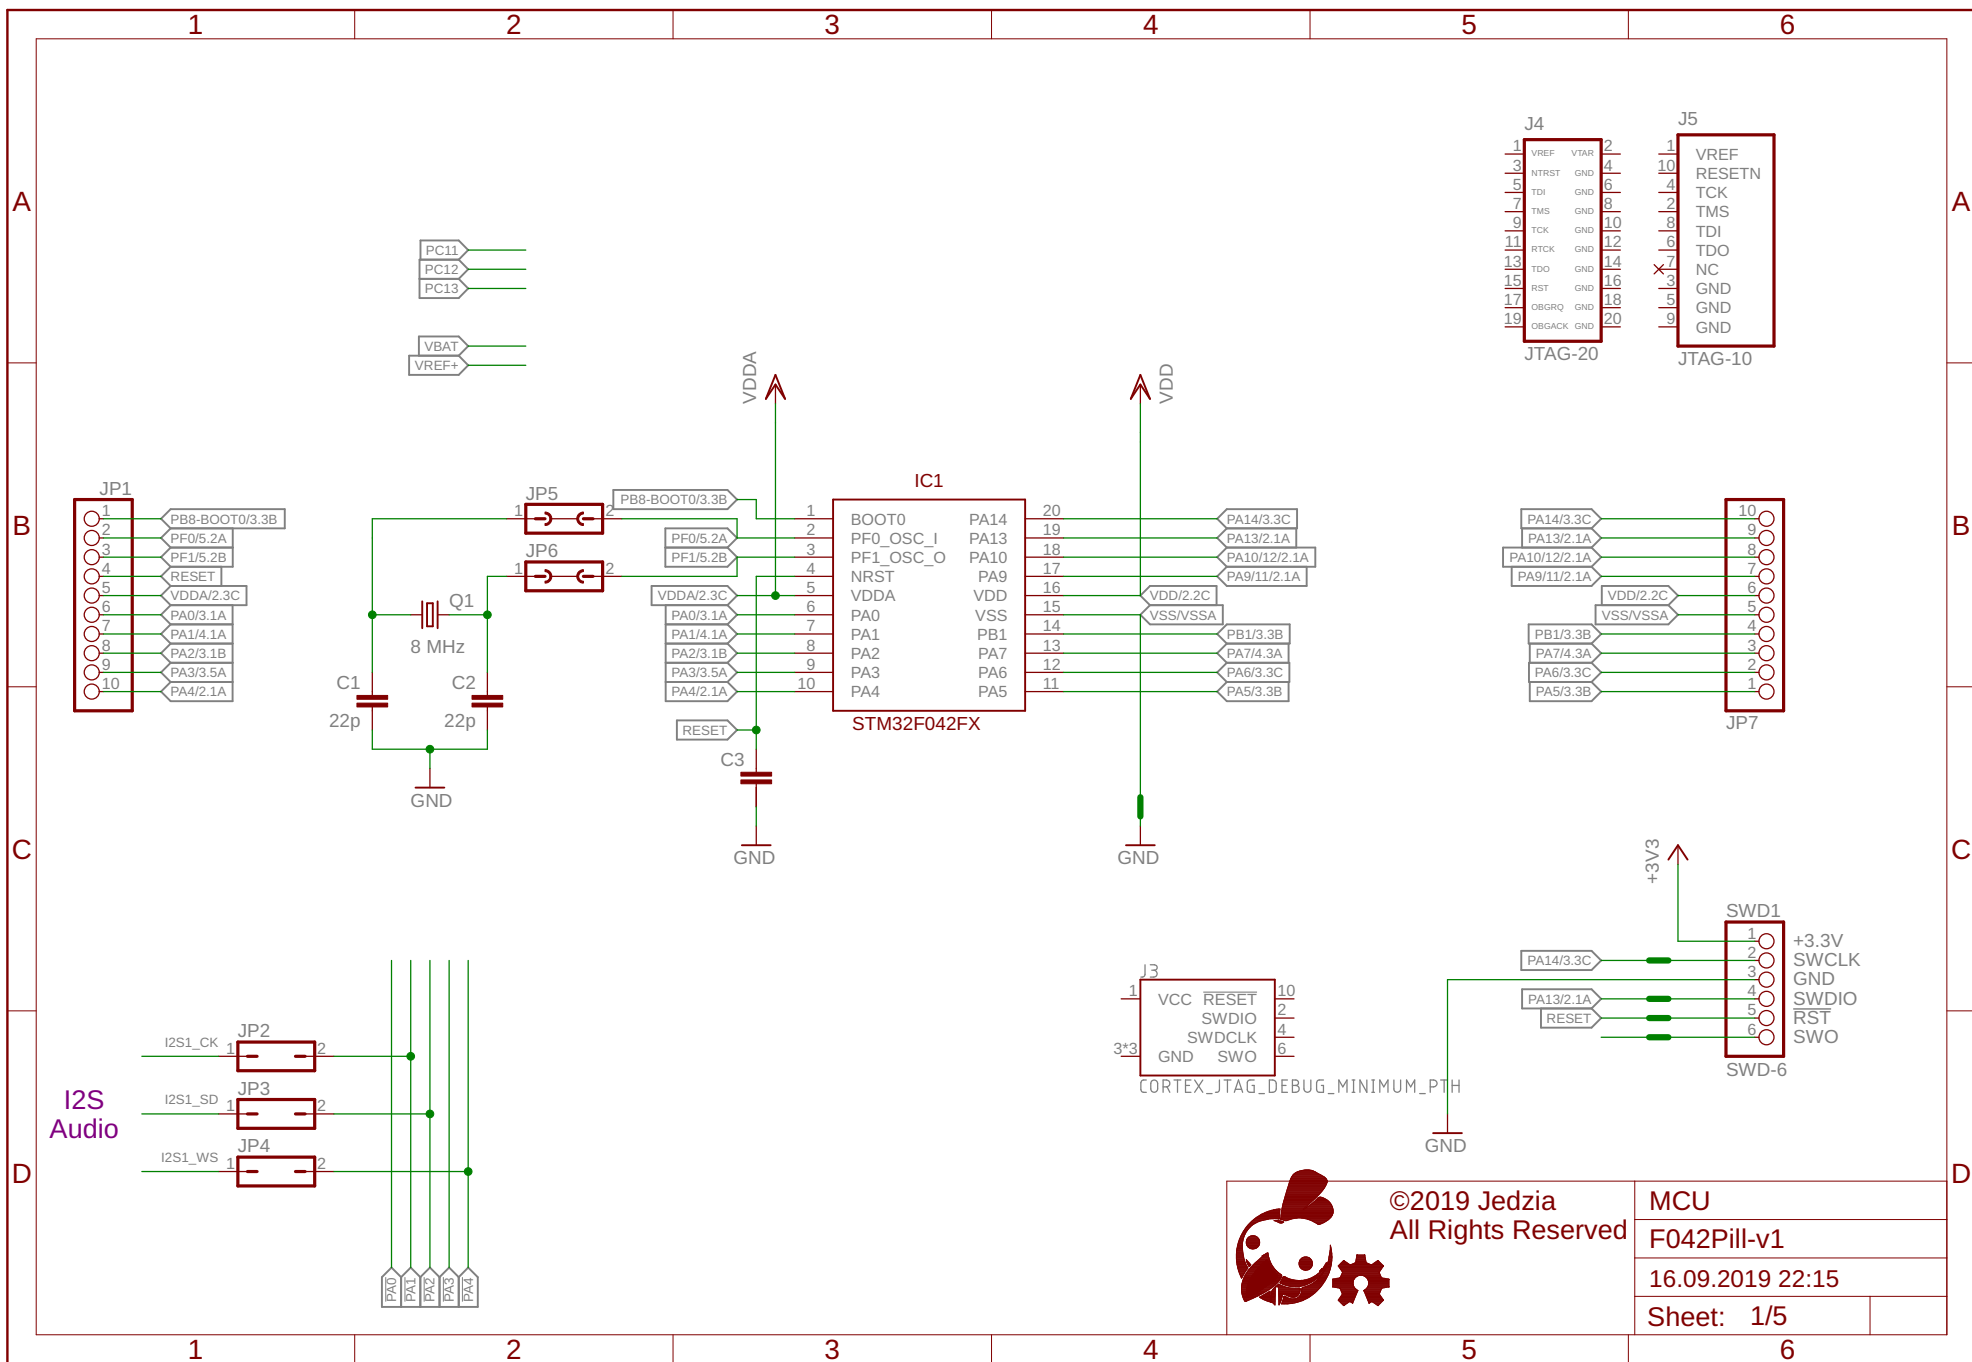 1 2 3 4 5 6
A
B
C
D
A
B
C
D
1 2 3 4 5 6
PC11
PC12
PC13
VBAT
VREF+
J4
1 VREF VTAR 2
3 NTRST GND 4
5 TDI GND 6
7 TMS GND 8
9 TCK GND 10
11 RTCK GND 12
13 TDO GND 14
15 RST GND 16
17 OBGRQ GND 18
19 OBGACK GND 20
JTAG-20
J5
1 VREF
10 RESETN
4 TCK
2 TMS
8 TDI
6 TDO
7 NC
3 GND
5 GND
9 GND
JTAG-10
JP1
1 PB8-BOOT0/3.3B
2 PF0/5.2A
3 PF1/5.2B
4 RESET
5 VDDA/2.3C
6 PA0/3.1A
7 PA1/4.1A
8 PA2/3.1B
9 PA3/3.5A
10 PA4/2.1A
JP5
1 2
JP6
1 2
Q1
8 MHz
C1
22p
C2
22p
GND
VDDA
VDD
PB8-BOOT0/3.3B
PF0/5.2A
PF1/5.2B
VDDA/2.3C
PA0/3.1A
PA1/4.1A
PA2/3.1B
PA3/3.5A
PA4/2.1A
RESET
C3
GND
IC1
1 BOOT0 PA14 20
2 PF0_OSC_I PA13 19
3 PF1_OSC_O PA10 18
4 NRST PA9 17
5 VDDA VDD 16
6 PA0 VSS 15
7 PA1 PB1 14
8 PA2 PA7 13
9 PA3 PA6 12
10 PA4 PA5 11
STM32F042FX
PA14/3.3C
PA13/2.1A
PA10/12/2.1A
PA9/11/2.1A
VDD/2.2C
VSS/VSSA
PB1/3.3B
PA7/4.3A
PA6/3.3C
PA5/3.3B
GND
PA14/3.3C 10
PA13/2.1A 9
PA10/12/2.1A 8
PA9/11/2.1A 7
VDD/2.2C 6
VSS/VSSA 5
PB1/3.3B 4
PA7/4.3A 3
PA6/3.3C 2
PA5/3.3B 1
JP7
+3V3
SWD1
1 +3.3V
PA14/3.3C 2 SWCLK
3 GND
PA13/2.1A 4 SWDIO
RESET 5 RST
6 SWO
SWD-6
GND
J3
1 VCC RESET 10
SWDIO 2
SWDCLK 4
3*3 GND SWO 6
CORTEX_JTAG_DEBUG_MINIMUM_PTH
I2S
Audio
JP2
I2S1_CK 1 2
JP3
I2S1_SD 1 2
JP4
I2S1_WS 1 2
PA0
PA1
PA2
PA3
PA4
©2019 Jedzia
All Rights Reserved
MCU
F042Pill-v1
16.09.2019 22:15
Sheet: 1/5